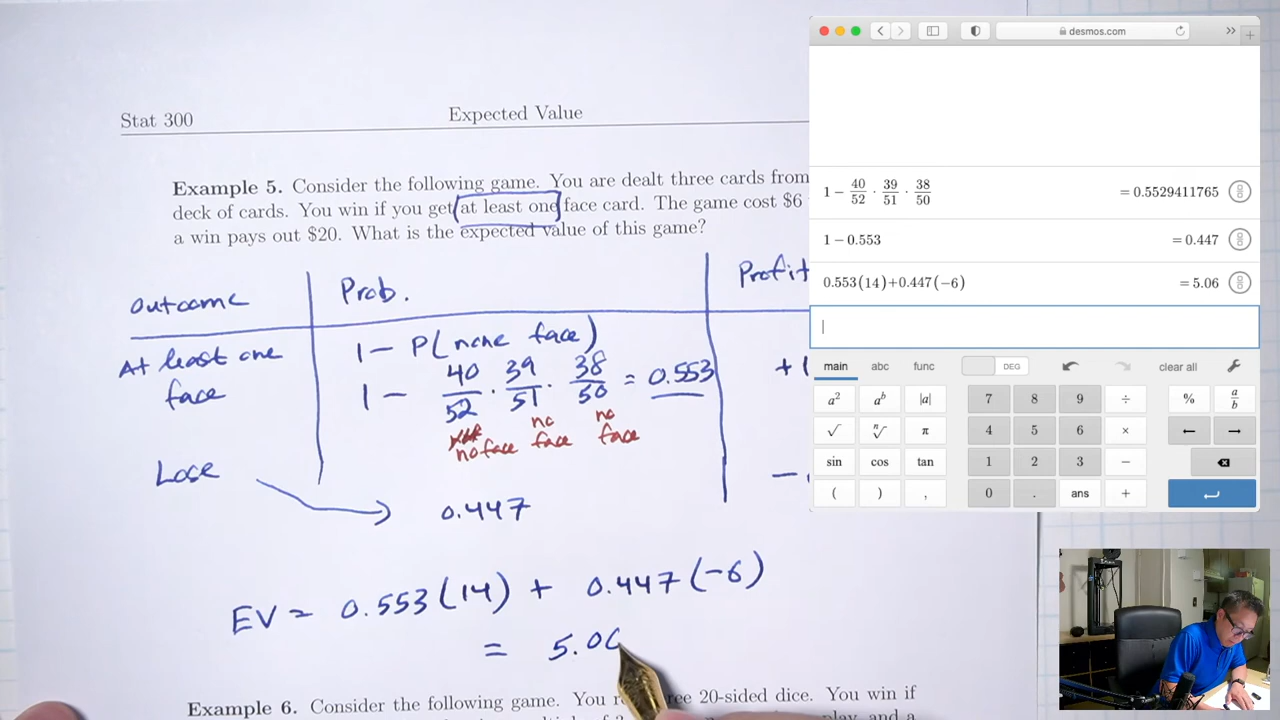 Stat 300 Expected Value
Example 5. Consider the following game. You are dealt three cards from
deck of cards. You win if you get at least one face card. The game cost $6
a win pays out $20. What is the expected value of this game?
Outcome Prob. Profit
At least one face
1 - P(none face)
1 - 40/52 · 39/51 · 38/50 = 0.553
+1
no face no face no face
Lose
0.447
EV = 0.553(14) + 0.447(-6)
= 5.06
Example 6. Consider the following game. You 20-sided dice. You win if
play, and a
desmos.com
1 - 40/52 · 39/51 · 38/50 = 0.5529411765
1 - 0.553 = 0.447
0.553(14)+0.447(-6) = 5.06
main abc func DEG clear all
a² aᵇ |a| 7 8 9 ÷ % a/b
√ ⁿ√ π 4 5 6 × ← →
sin cos tan 1 2 3 −
( ) , 0 . ans +